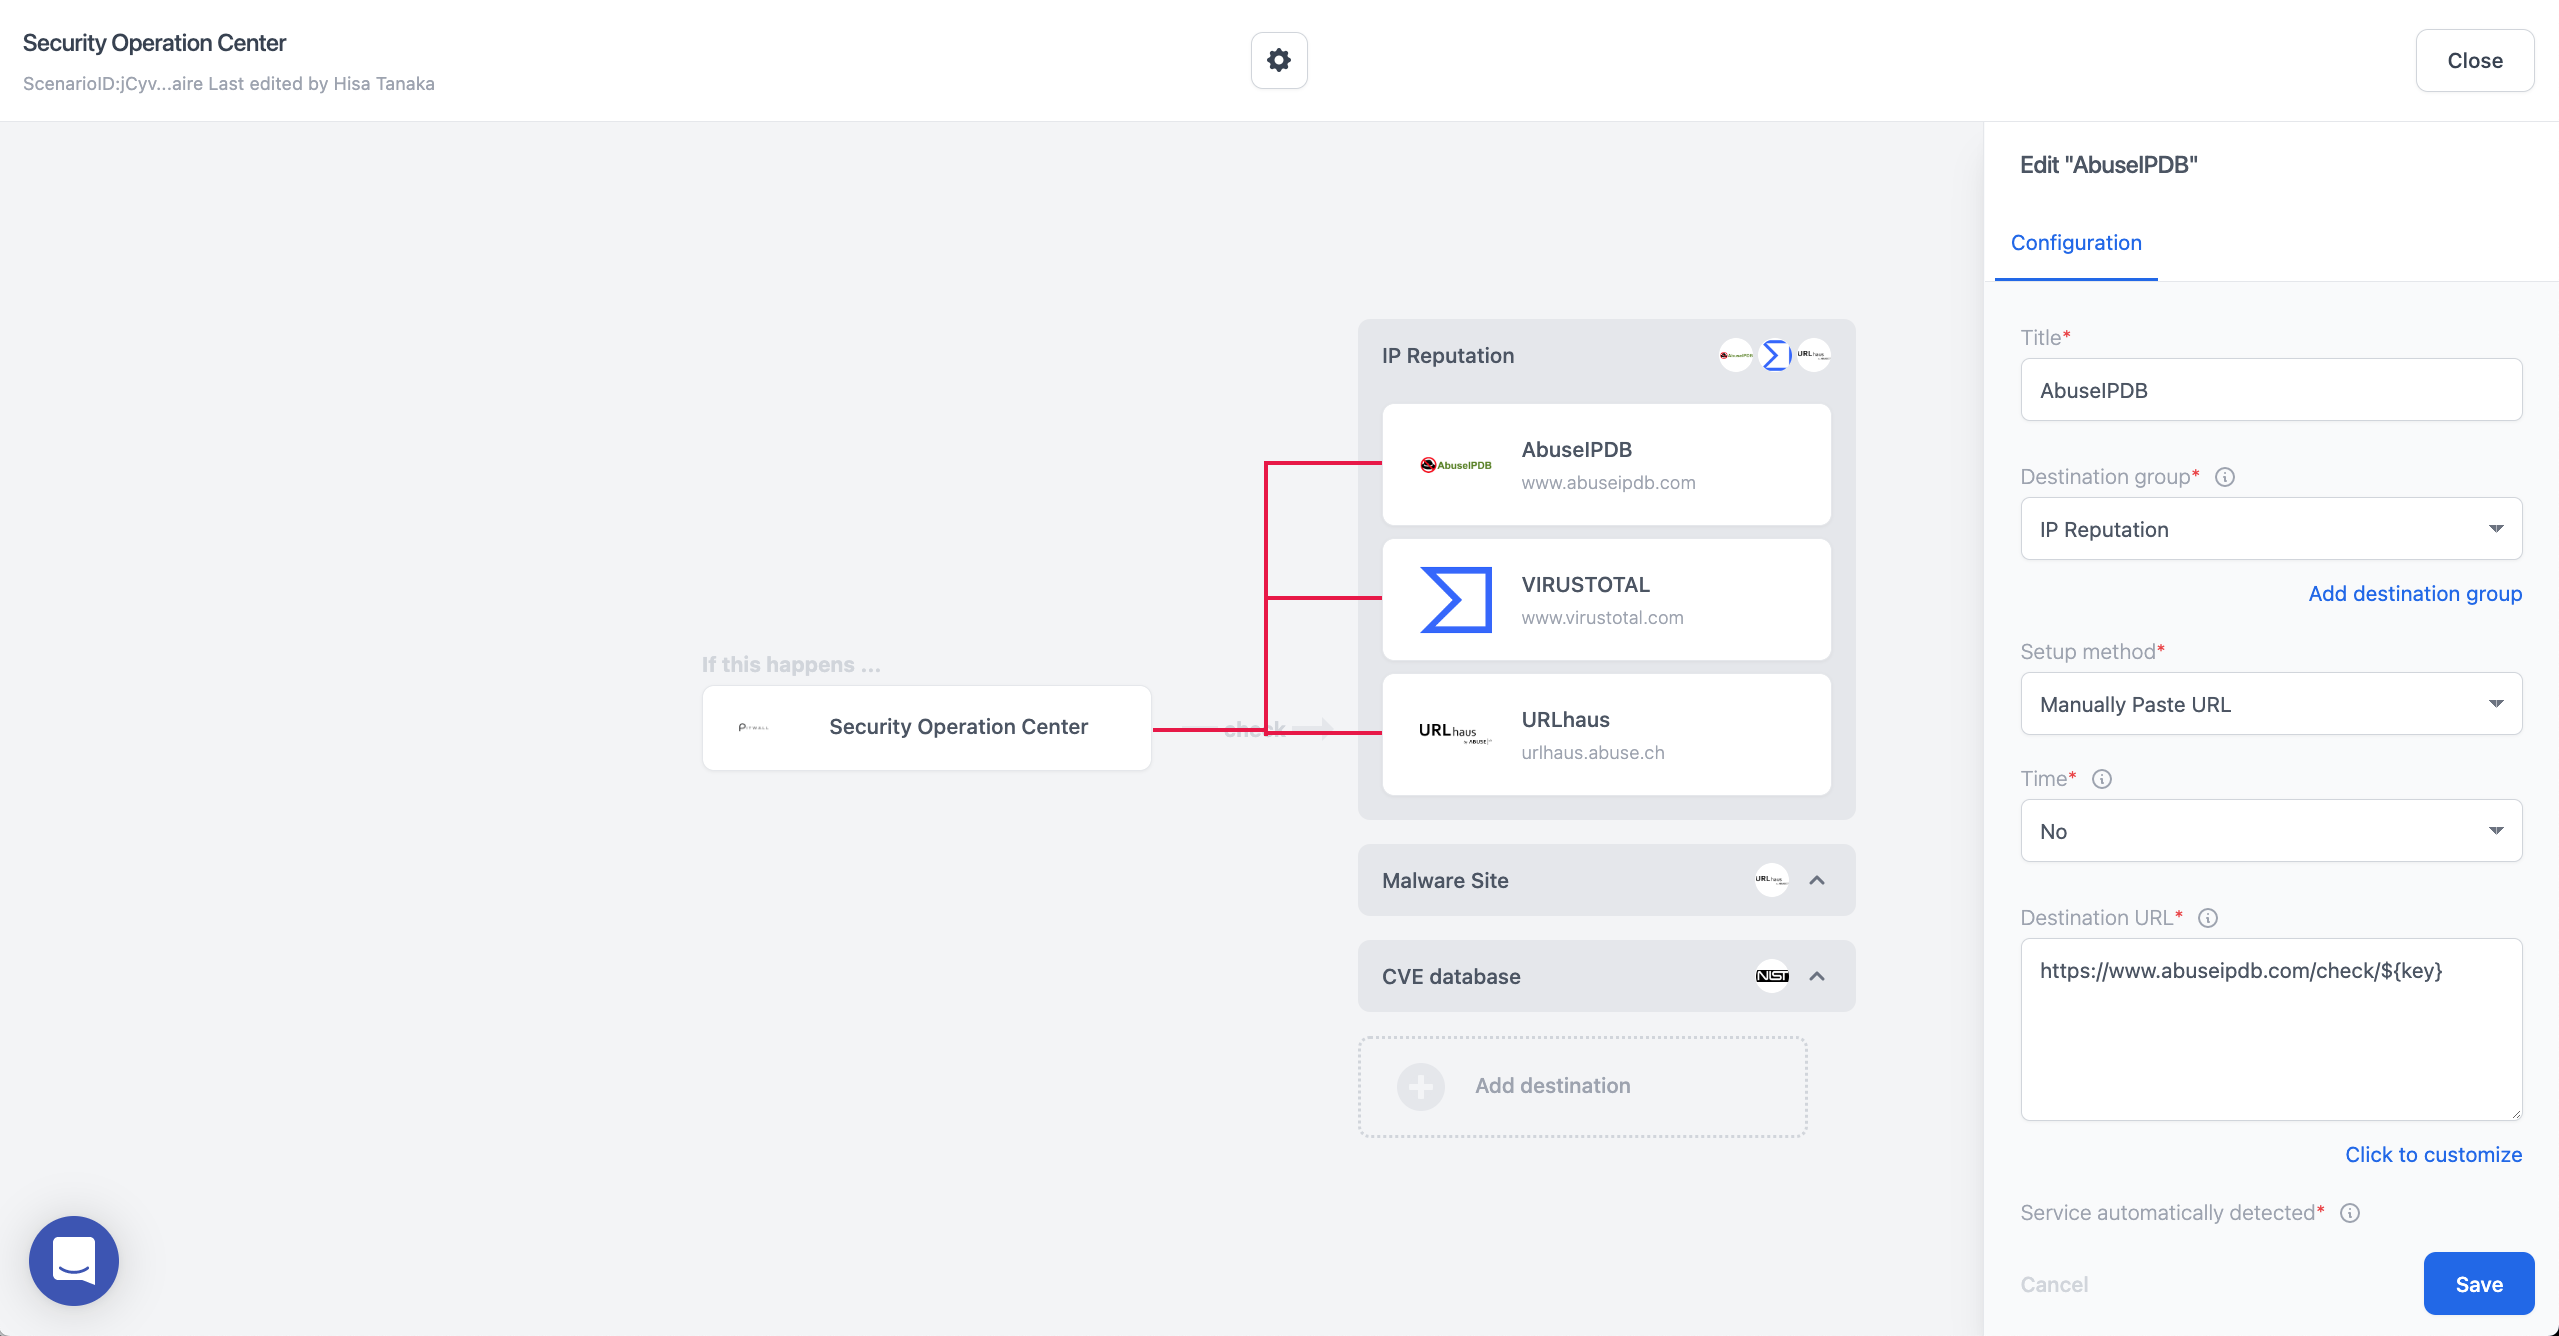 Security Operation Center
ScenarioID:jCyv...aire Last edited by Hisa Tanaka
Close
If this happens ...
Security Operation Center
check
IP Reputation
AbuseIPDB
AbuseIPDB
www.abuseipdb.com
VIRUSTOTAL
www.virustotal.com
URLhaus
URLhaus
urlhaus.abuse.ch
Malware Site
URLhaus
CVE database
NIST
Add destination
Edit "AbuseIPDB"
Configuration
Title*
AbuseIPDB
Destination group*
IP Reputation
Add destination group
Setup method*
Manually Paste URL
Time*
No
Destination URL*
https://www.abuseipdb.com/check/${key}
Click to customize
Service automatically detected*
Cancel
Save